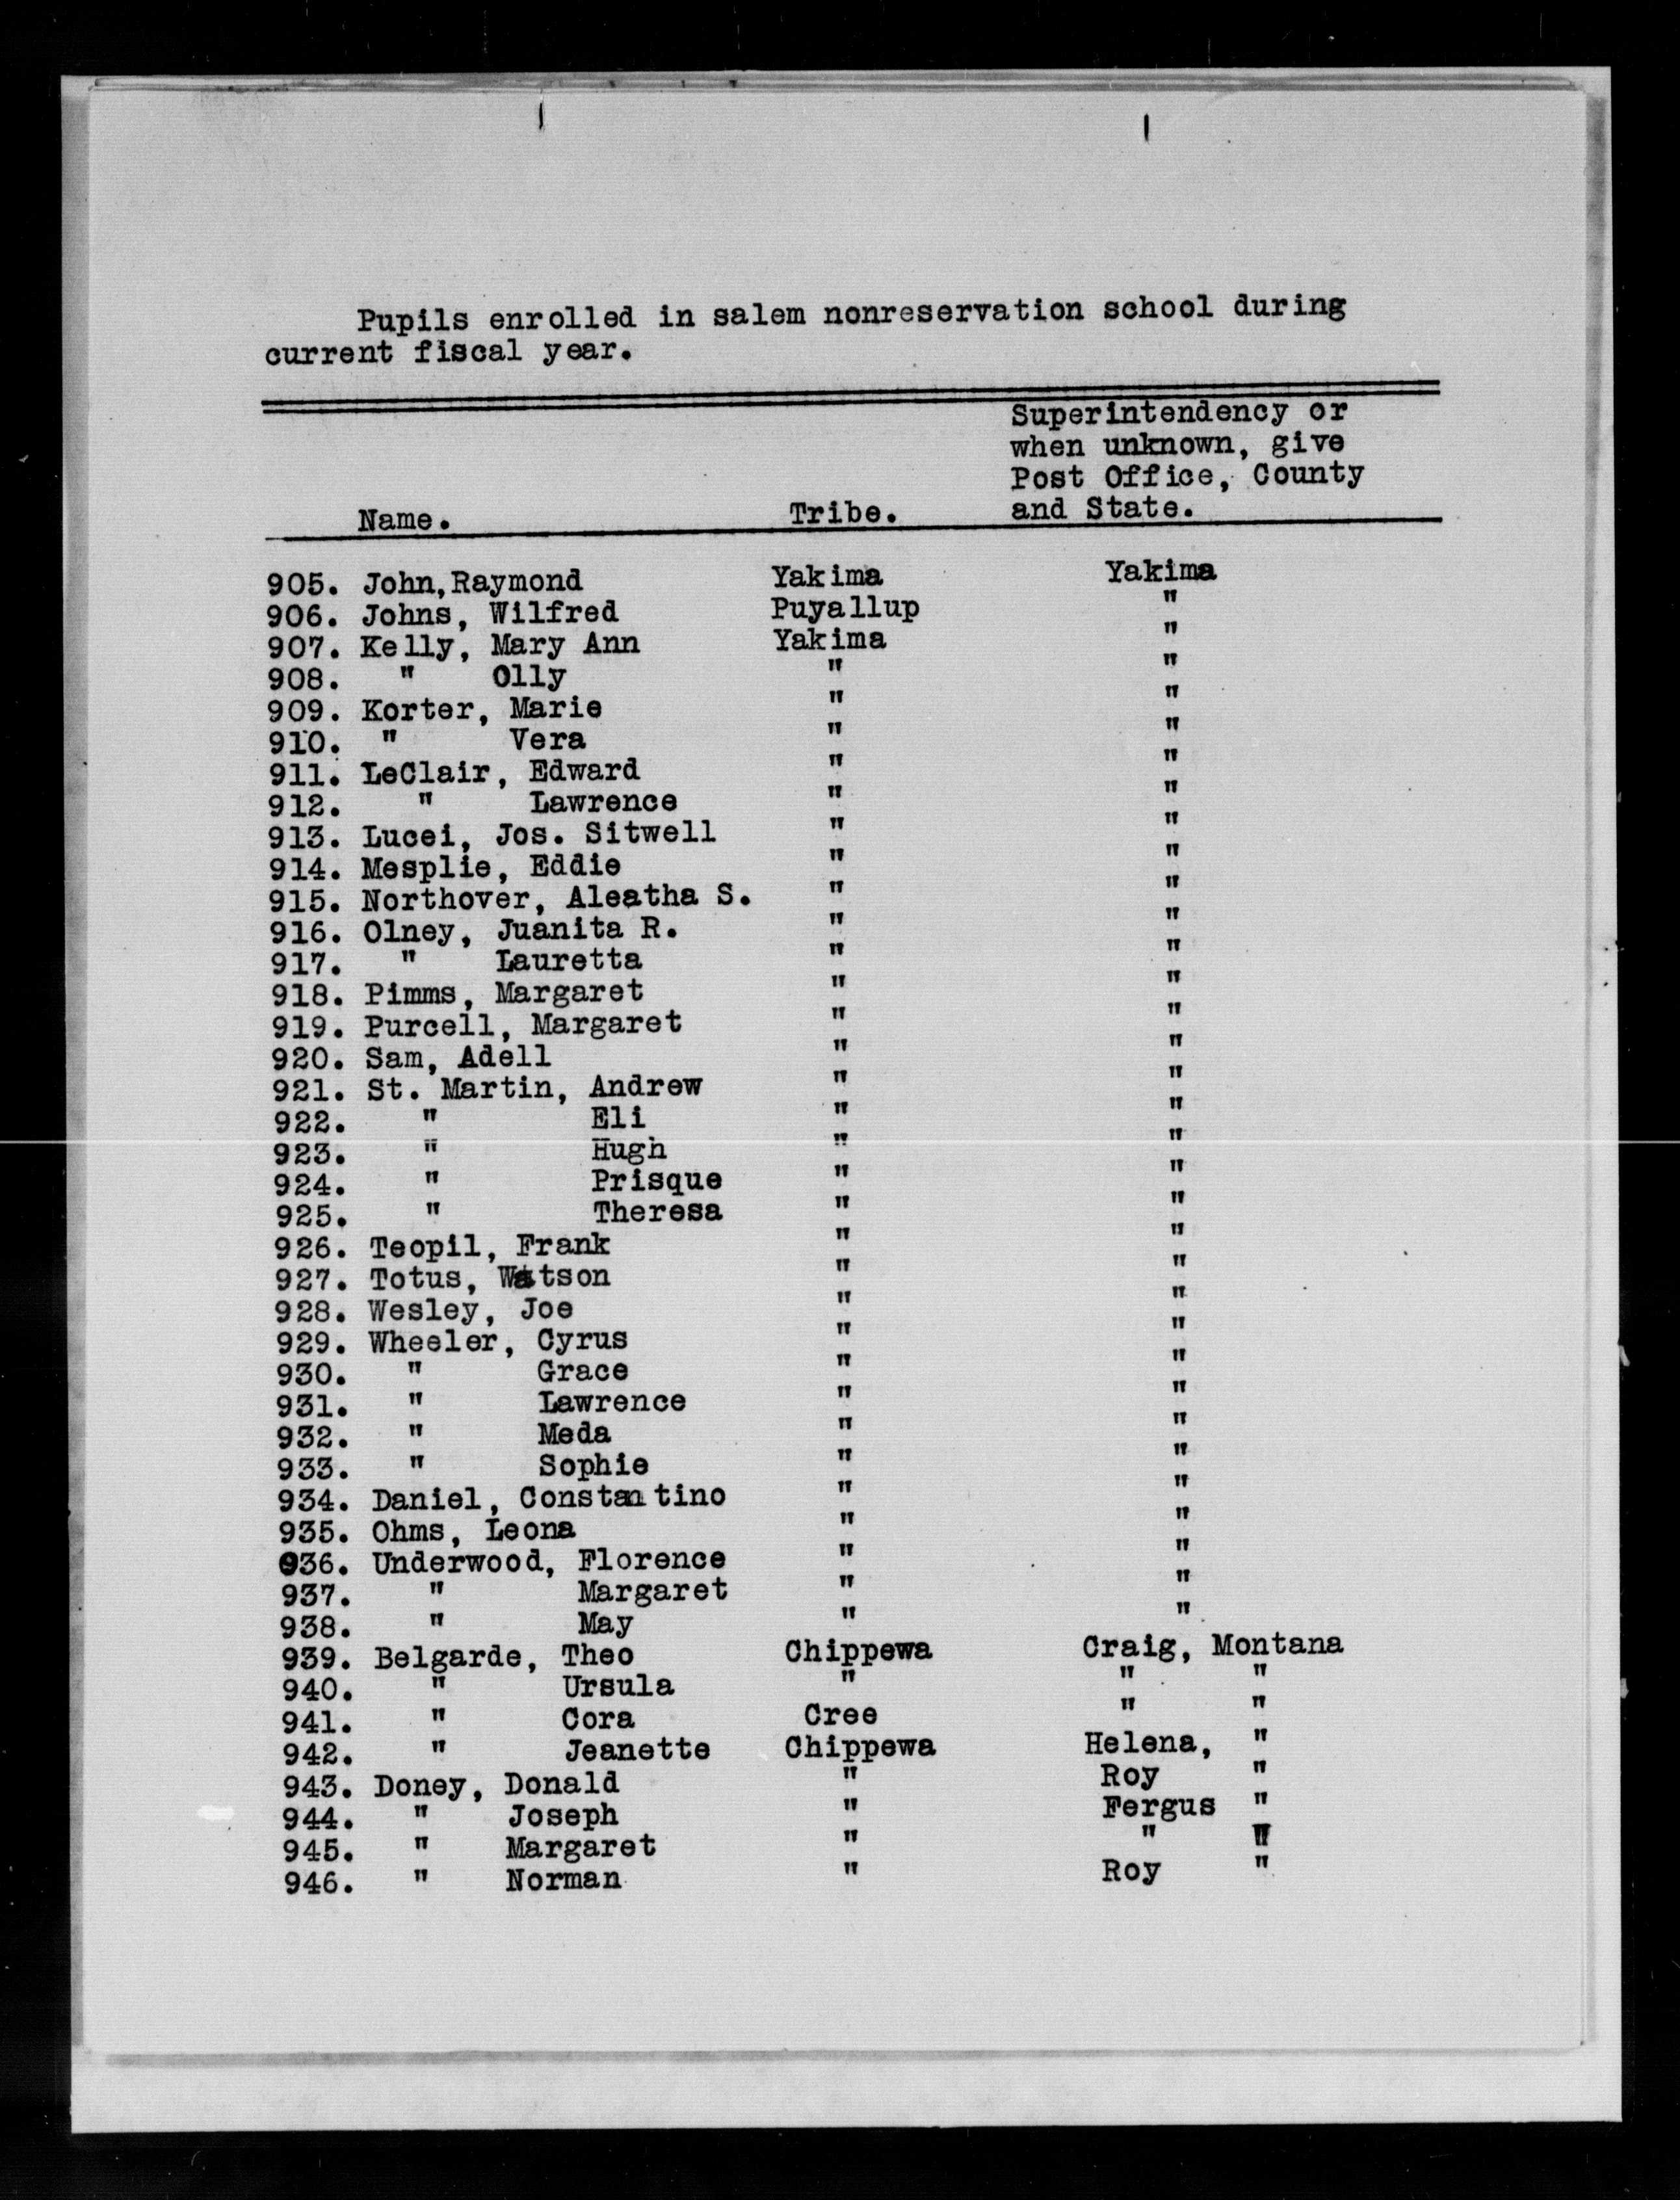 Pupils enrolled in salem nonreservation school during
current fiscal year.
Superintendency or
when unknown, give
Post Office, County
Name. Tribe. and State.
905. John,Raymond Yakima Yakima
906. Johns, Wilfred Puyallup "
907. Kelly, Mary Ann Yakima "
908. " Olly " "
909. Korter, Marie " "
910. " Vera " "
911. LeClair, Edward " "
912. " Lawrence " "
913. Lucei, Jos. Sitwell " "
914. Mesplie, Eddie " "
915. Northover, Aleatha S. " "
916. Olney, Juanita R. " "
917. " Lauretta " "
918. Pimms, Margaret " "
919. Purcell, Margaret " "
920. Sam, Adell " "
921. St. Martin, Andrew " "
922. " Eli " "
923. " Hugh " "
924. " Prisque " "
925. " Theresa " "
926. Teopil, Frank " "
927. Totus, Watson " "
928. Wesley, Joe " "
929. Wheeler, Cyrus " "
930. " Grace " "
931. " Lawrence " "
932. " Meda " "
933. " Sophie " "
934. Daniel, Constantino " "
935. Ohms, Leona " "
936. Underwood, Florence " "
937. " Margaret " "
938. " May " "
939. Belgarde, Theo Chippewa Craig, Montana
940. " Ursula " " "
941. " Cora Cree " "
942. " Jeanette Chippewa Helena, "
943. Doney, Donald " Roy "
944. " Joseph " Fergus "
945. " Margaret " " "
946. " Norman " Roy "